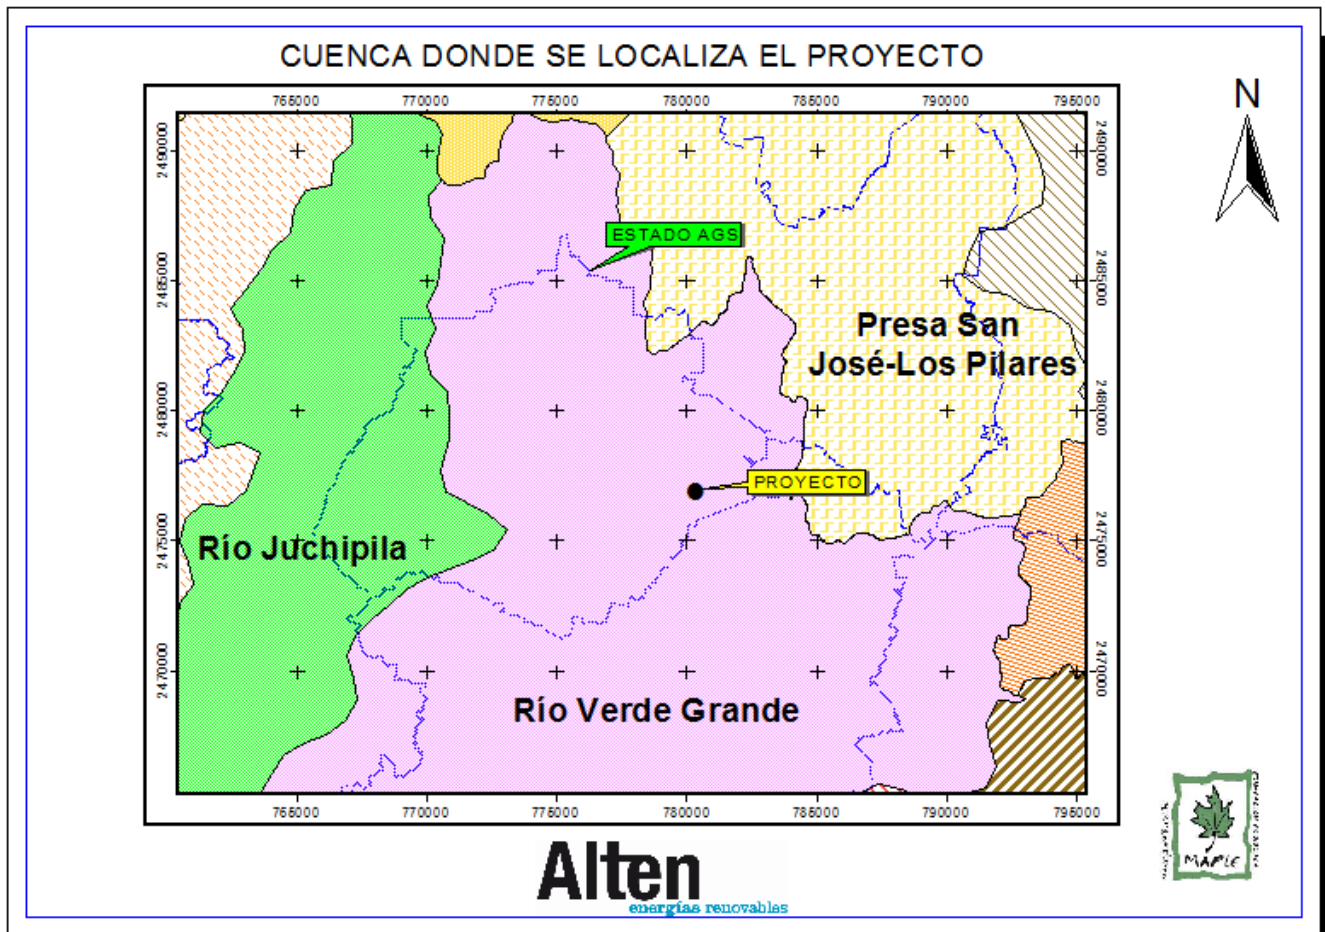 CUENCA DONDE SE LOCALIZA EL PROYECTO
N
765000 770000 775000 780000 785000 790000 795000
2490000 2490000
ESTADO AGS
2485000 2485000
Presa San
José-Los Pilares
2480000 2480000
PROYECTO
2475000 2475000
Río Juchipila
2470000 2470000
Río Verde Grande
765000 770000 775000 780000 785000 790000 795000
MAPLE
Alten
energías renovables